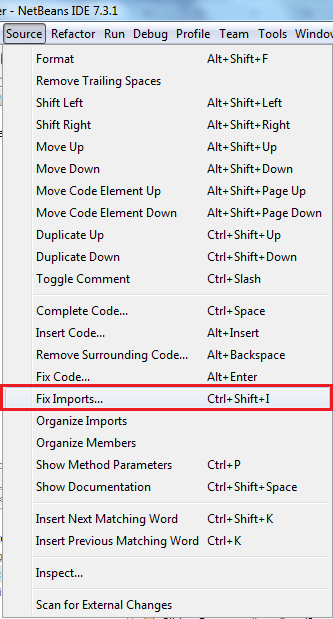 er - NetBeans IDE 7.3.1
Source Refactor Run Debug Profile Team Tools Window
Format Alt+Shift+F
Remove Trailing Spaces
Shift Left Alt+Shift+Left
Shift Right Alt+Shift+Right
Move Up Alt+Shift+Up
Move Down Alt+Shift+Down
Move Code Element Up Alt+Shift+Page Up
Move Code Element Down Alt+Shift+Page Down
Duplicate Up Ctrl+Shift+Up
Duplicate Down Ctrl+Shift+Down
Toggle Comment Ctrl+Slash
Complete Code... Ctrl+Space
Insert Code... Alt+Insert
Remove Surrounding Code... Alt+Backspace
Fix Code... Alt+Enter
Fix Imports... Ctrl+Shift+I
Organize Imports
Organize Members
Show Method Parameters Ctrl+P
Show Documentation Ctrl+Shift+Space
Insert Next Matching Word Ctrl+Shift+K
Insert Previous Matching Word Ctrl+K
Inspect...
Scan for External Changes